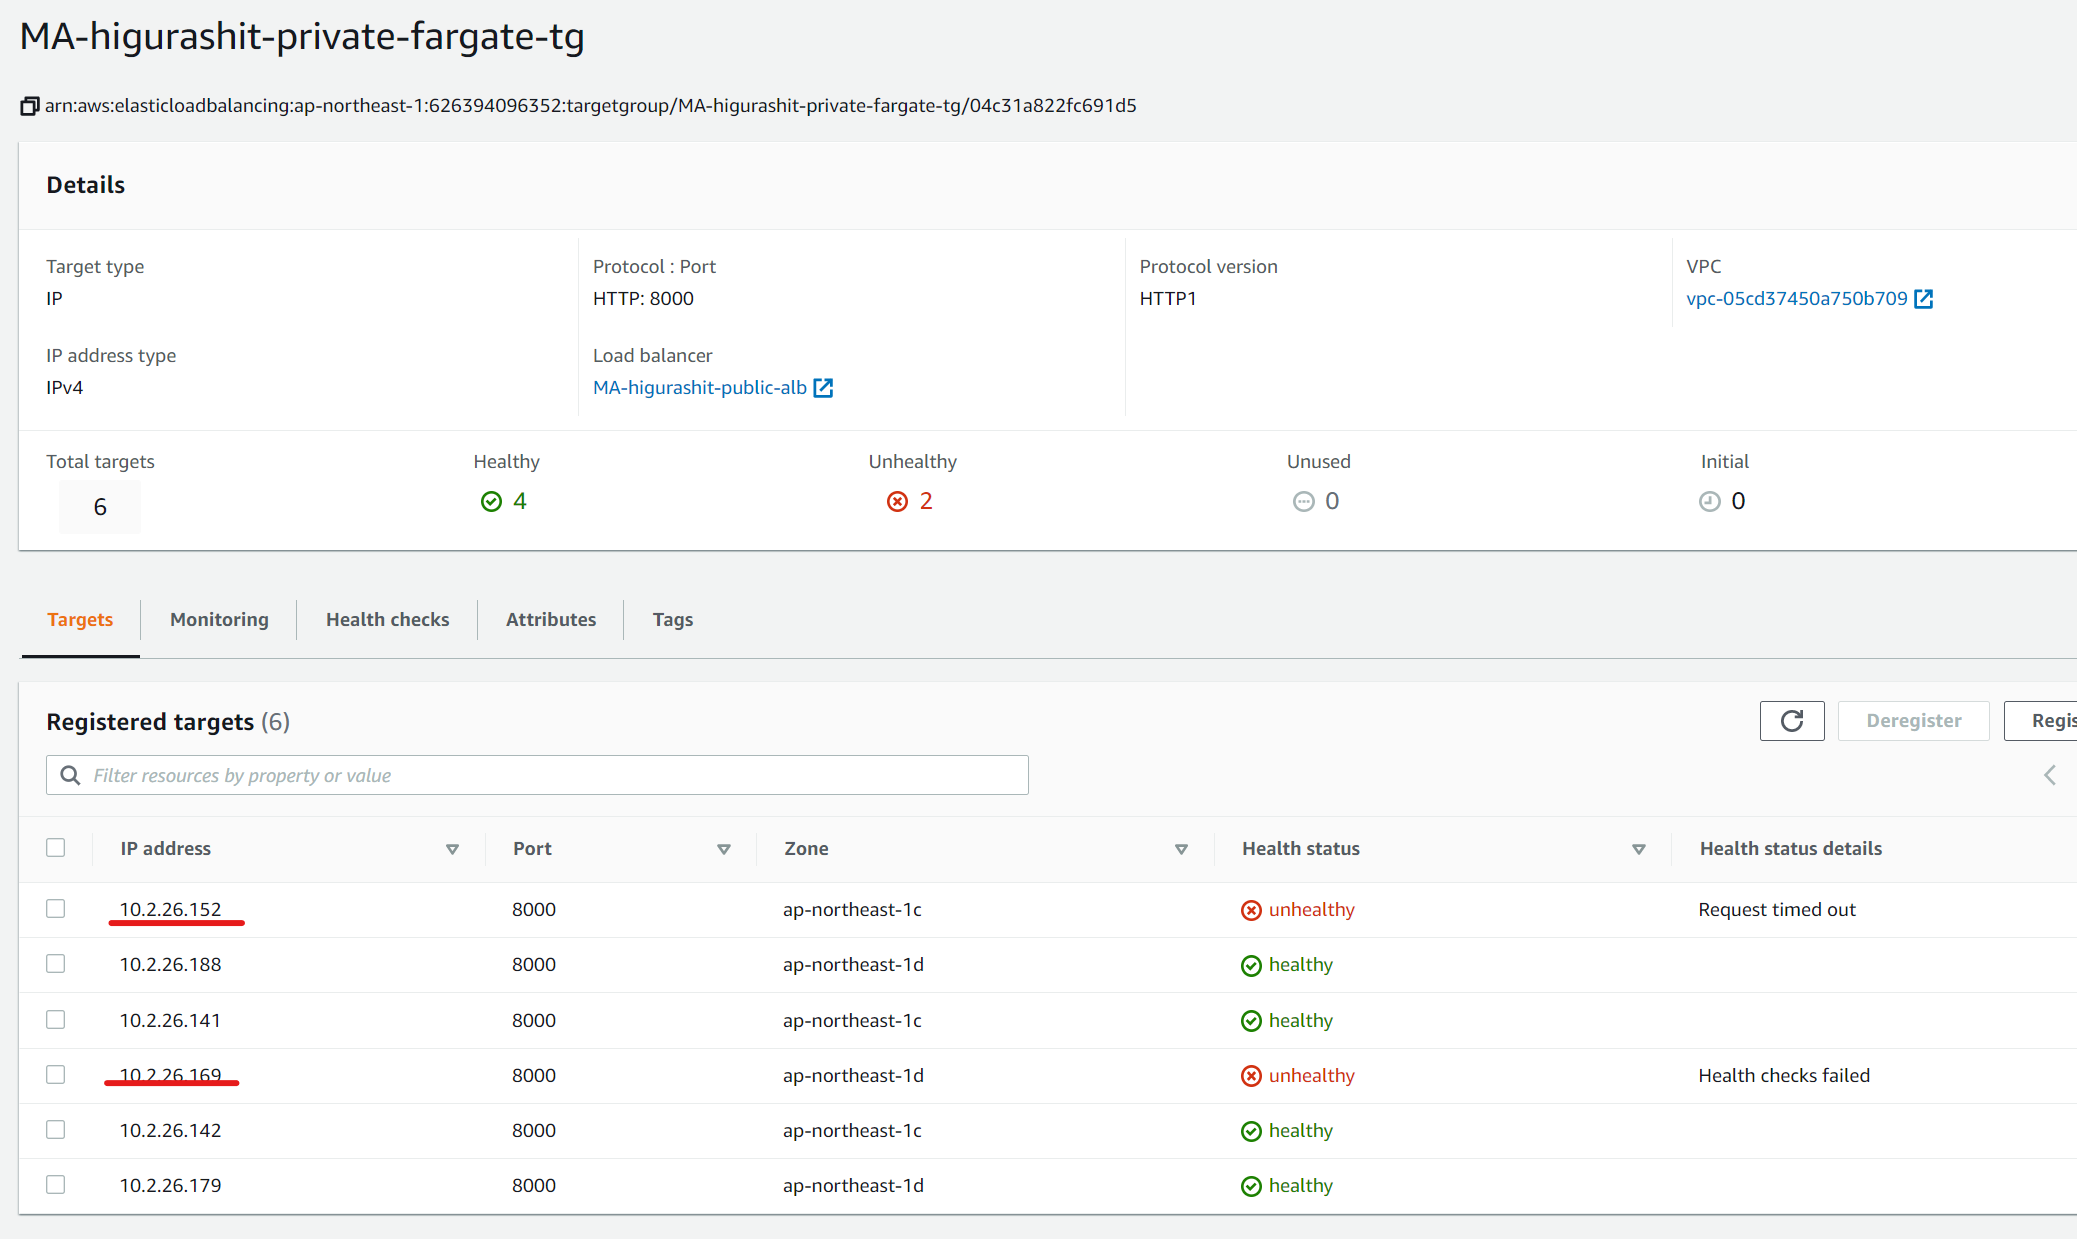 MA-higurashit-private-fargate-tg
arn:aws:elasticloadbalancing:ap-northeast-1:626394096352:targetgroup/MA-higurashit-private-fargate-tg/04c31a822fc691d5
Details
Target type
IP
Protocol : Port
HTTP: 8000
Protocol version
HTTP1
VPC
vpc-05cd37450a750b709
IP address type
IPv4
Load balancer
MA-higurashit-public-alb
Total targets
6
Healthy
4
Unhealthy
2
Unused
0
Initial
0
Targets Monitoring Health checks Attributes Tags
Registered targets (6)
Deregister Regis
Filter resources by property or value
IP address Port Zone Health status Health status details
10.2.26.152 8000 ap-northeast-1c unhealthy Request timed out
10.2.26.188 8000 ap-northeast-1d healthy
10.2.26.141 8000 ap-northeast-1c healthy
10.2.26.169 8000 ap-northeast-1d unhealthy Health checks failed
10.2.26.142 8000 ap-northeast-1c healthy
10.2.26.179 8000 ap-northeast-1d healthy